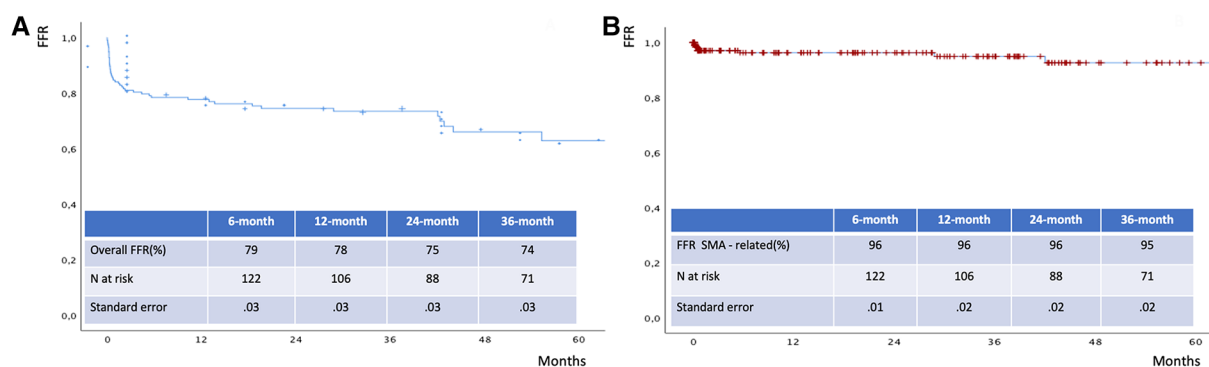 A
FFR
1,0
0,8
0,6
0,4
0,2
0,0
6-month 12-month 24-month 36-month
Overall FFR(%) 79 78 75 74
N at risk 122 106 88 71
Standard error .03 .03 .03 .03
0 12 24 36 48 60
Months
B
FFR
1,0
0,8
0,6
0,4
0,2
0,0
6-month 12-month 24-month 36-month
FFR SMA - related(%) 96 96 96 95
N at risk 122 106 88 71
Standard error .01 .02 .02 .02
0 12 24 36 48 60
Months